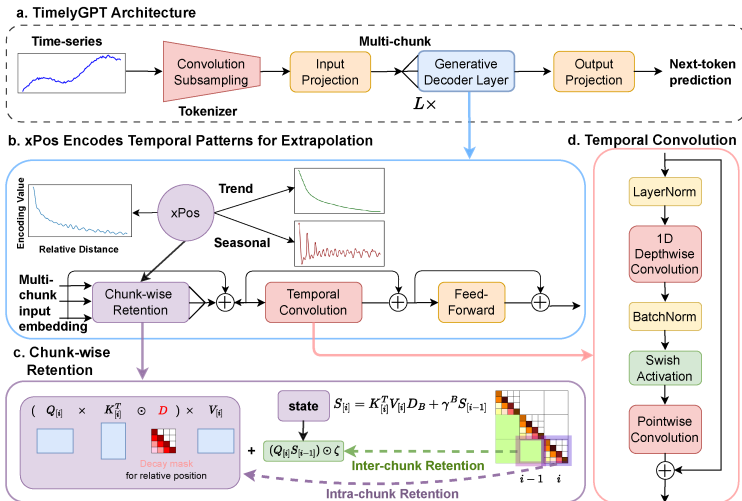 a. TimelyGPT Architecture
Time-series
Convolution
Subsampling
Tokenizer
Input
Projection
Multi-chunk
Generative
Decoder Layer
L×
Output
Projection
Next-token
prediction
b. xPos Encodes Temporal Patterns for Extrapolation
Encoding Value
Relative Distance
xPos
Trend
Seasonal
Multi-
chunk
input
embedding
Chunk-wise
Retention
Temporal
Convolution
Feed-
Forward
c. Chunk-wise
Retention
( Q[i] × K[i]^T ⊙ D ) × V[i]
Decay mask
for relative position
+
state
S[i] = K[i]^T V[i] D_B + γ^B S[i−1]
(Q[i]S[i−1]) ⊙ ζ
Inter-chunk Retention
Intra-chunk Retention
i − 1 i
d. Temporal Convolution
LayerNorm
1D
Depthwise
Convolution
BatchNorm
Swish
Activation
Pointwise
Convolution